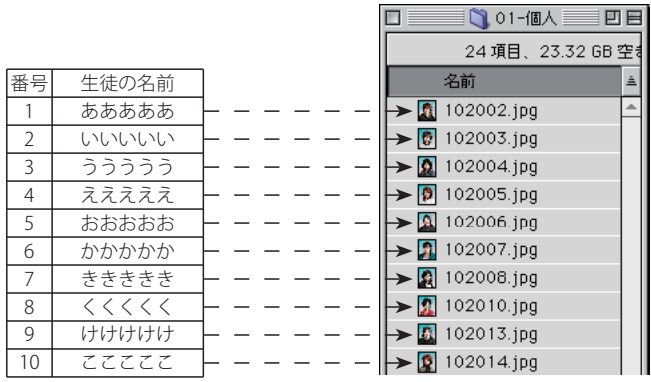 01-個人
24 項目、23.32 GB 空き
名前
番号 生徒の名前
1 あああああ
2 いいいいい
3 ううううう
4 えええええ
5 おおおおお
6 かかかかか
7 ききききき
8 くくくくく
9 けけけけけ
10 こここここ
102002.jpg
102003.jpg
102004.jpg
102005.jpg
102006.jpg
102007.jpg
102008.jpg
102010.jpg
102013.jpg
102014.jpg